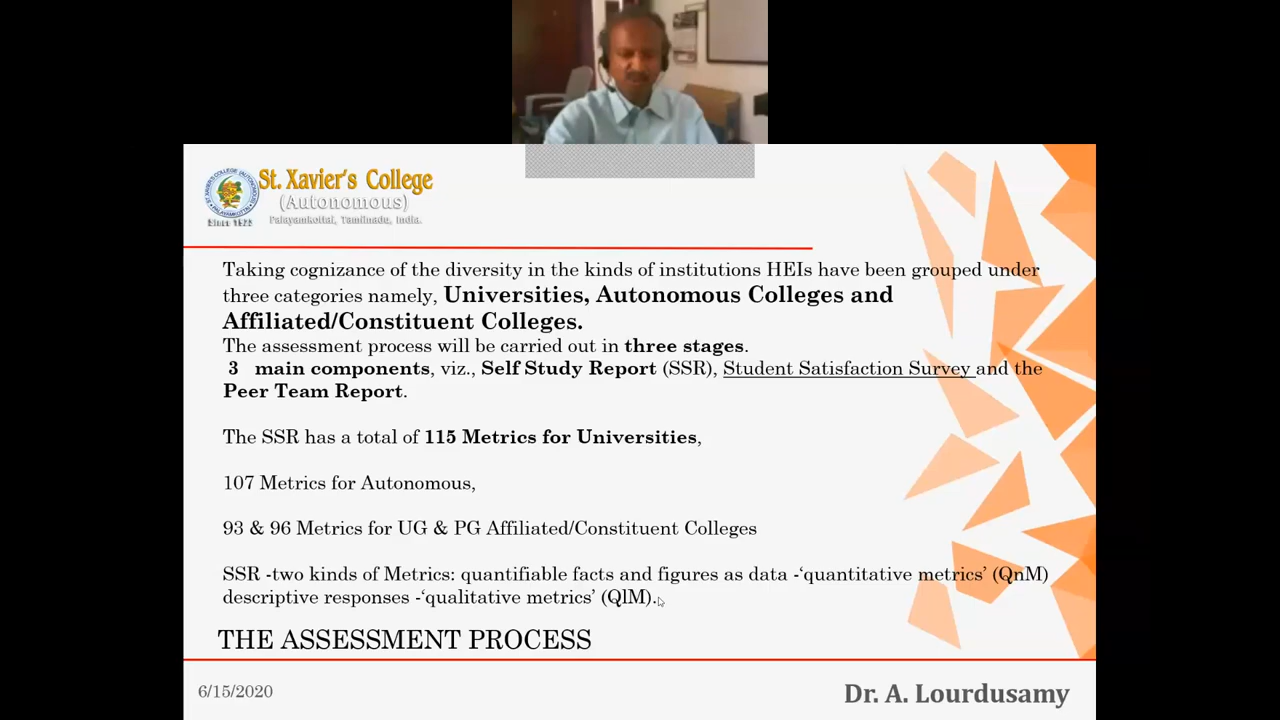 St. Xavier's College
(Autonomous)
Palayamkottai, Tamilnadu, India.
Since 1923
Taking cognizance of the diversity in the kinds of institutions HEIs have been grouped under
three categories namely, Universities, Autonomous Colleges and
Affiliated/Constituent Colleges.
The assessment process will be carried out in three stages.
3 main components, viz., Self Study Report (SSR), Student Satisfaction Survey and the
Peer Team Report.
The SSR has a total of 115 Metrics for Universities,
107 Metrics for Autonomous,
93 & 96 Metrics for UG & PG Affiliated/Constituent Colleges
SSR -two kinds of Metrics: quantifiable facts and figures as data -‘quantitative metrics’ (QnM)
descriptive responses -‘qualitative metrics’ (QlM).
THE ASSESSMENT PROCESS
6/15/2020
Dr. A. Lourdusamy